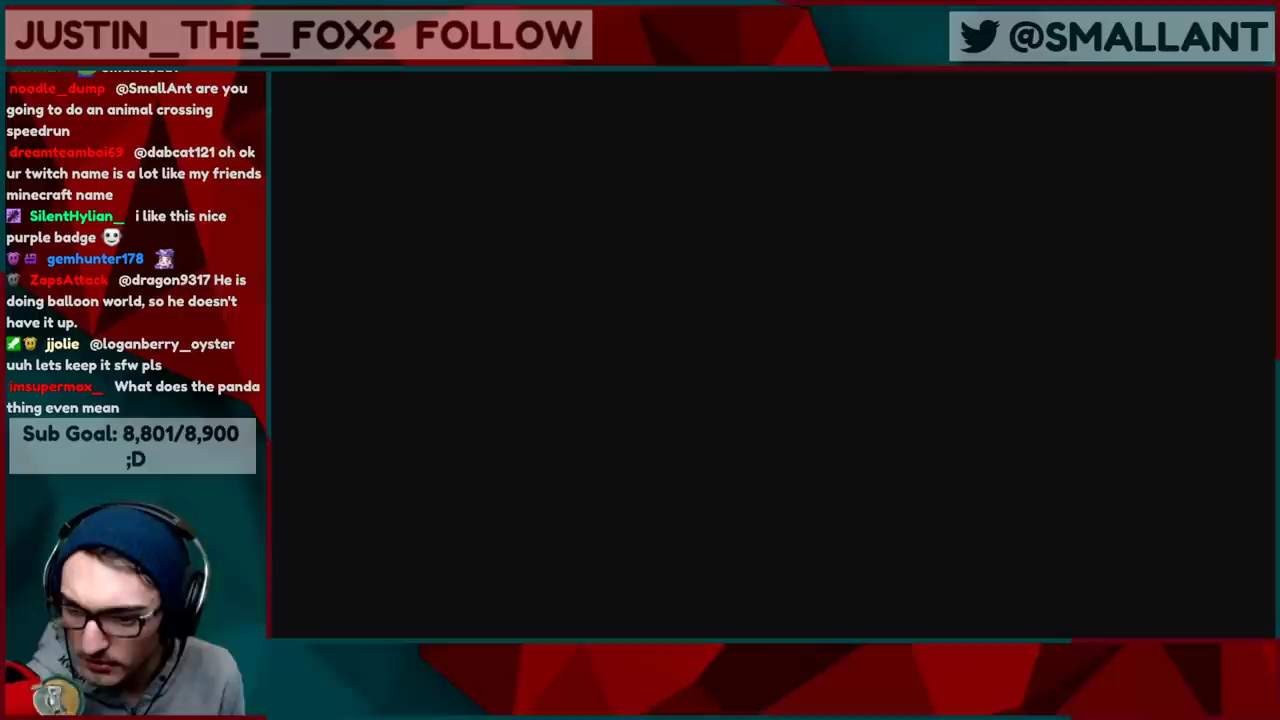 JUSTIN_THE_FOX2 FOLLOW
@SMALLANT
noodle_dump @SmallAnt are you
going to do an animal crossing
speedrun
dreamteamboi69 @dabcat121 oh ok
ur twitch name is a lot like my friends
minecraft name
SilentHylian_ i like this nice
purple badge
gemhunter178
ZapsAttack @dragon9317 He is
doing balloon world, so he doesn't
have it up.
jjolie @loganberry_oyster
uuh lets keep it sfw pls
imsupermax_ What does the panda
thing even mean
Sub Goal: 8,801/8,900
;D